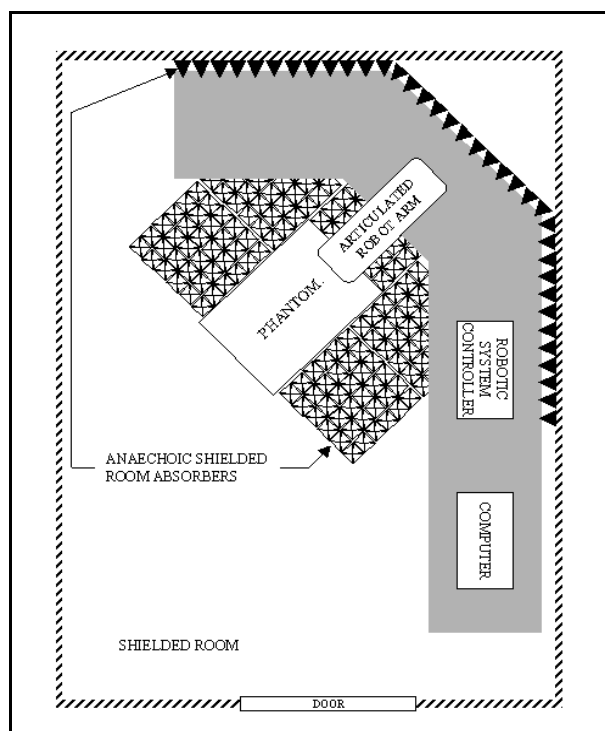 ARTICULATED
ROBOT ARM
PHANTOM.
ROBOTIC
SYSTEM
CONTROLLER
ANAECHOIC SHIELDED
ROOM ABSORBERS
COMPUTER
SHIELDED ROOM
DOOR